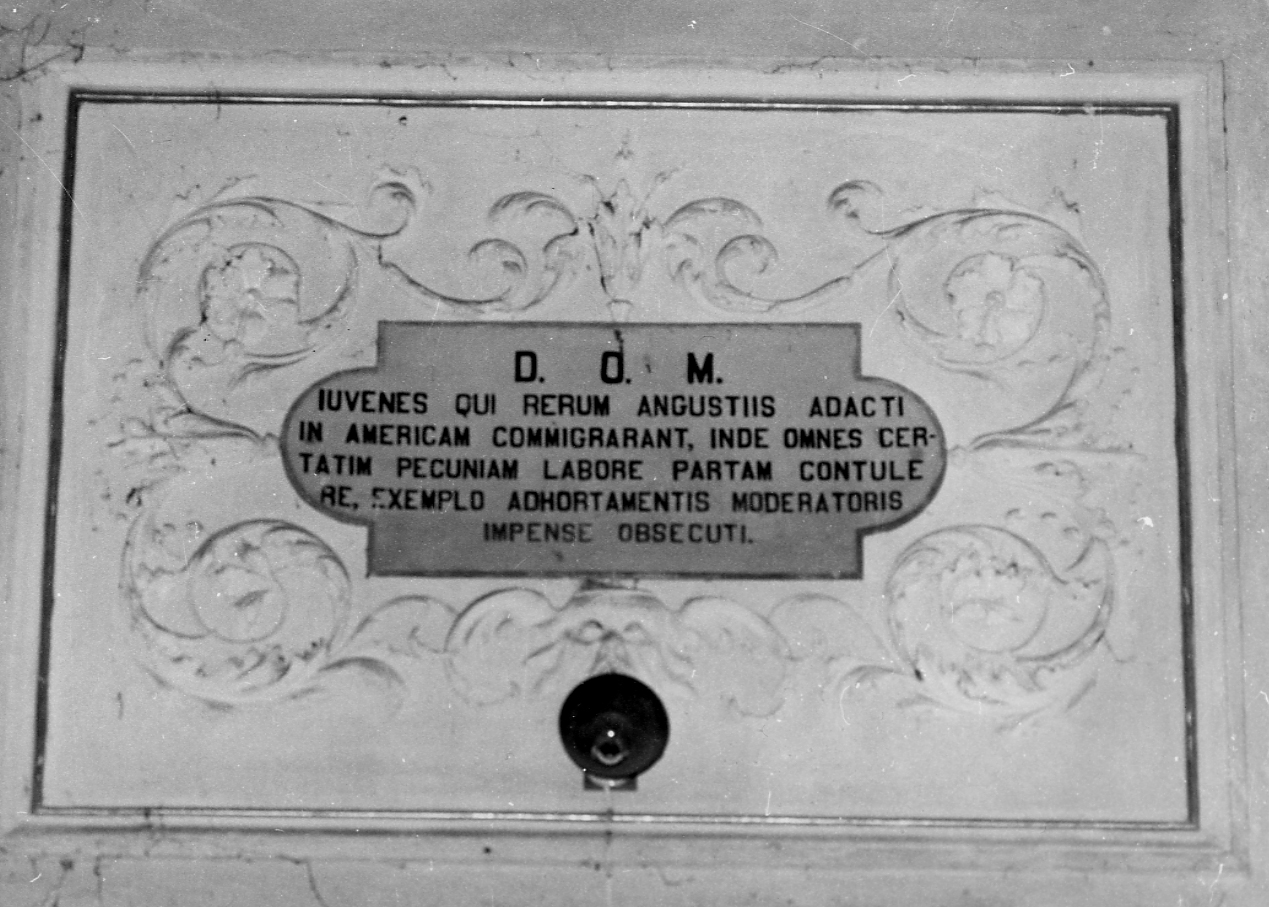 D. O. M.
IUVENES QUI RERUM ANGUSTIIS ADACTI
IN AMERICAM COMMIGRARANT, INDE OMNES CER-
TATIM PECUNIAM LABORE PARTAM CONTULE
RE, EXEMPLO ADHORTAMENTIS MODERATORIS
IMPENSE OBSECUTI.